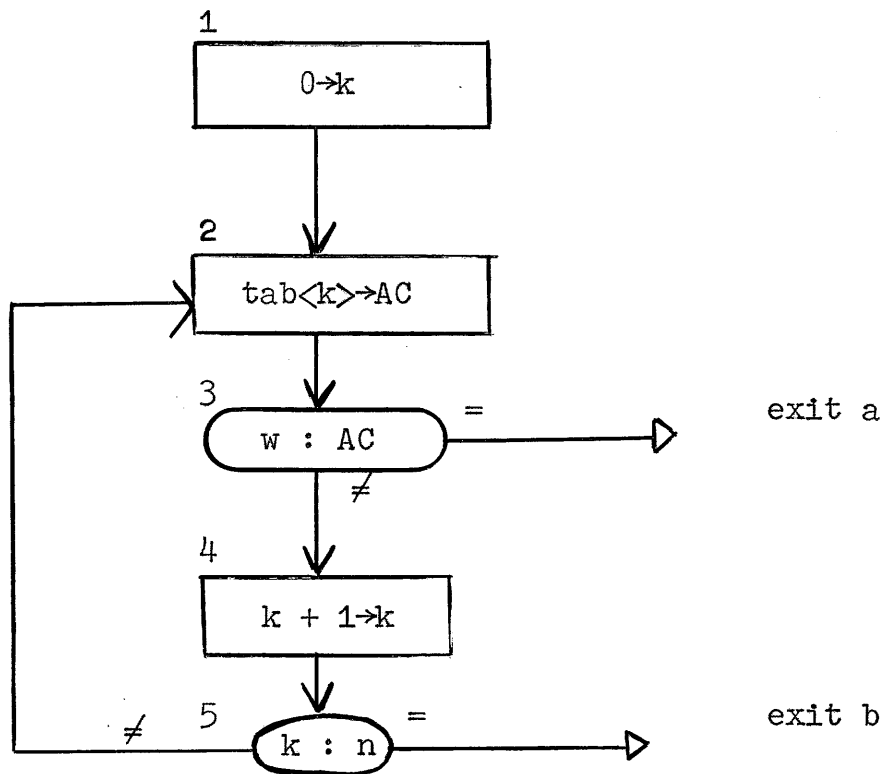 1
0→k
2
tab<k>→AC
3
w : AC
=
exit a
≠
4
k + 1→k
5
k : n
=
exit b
≠